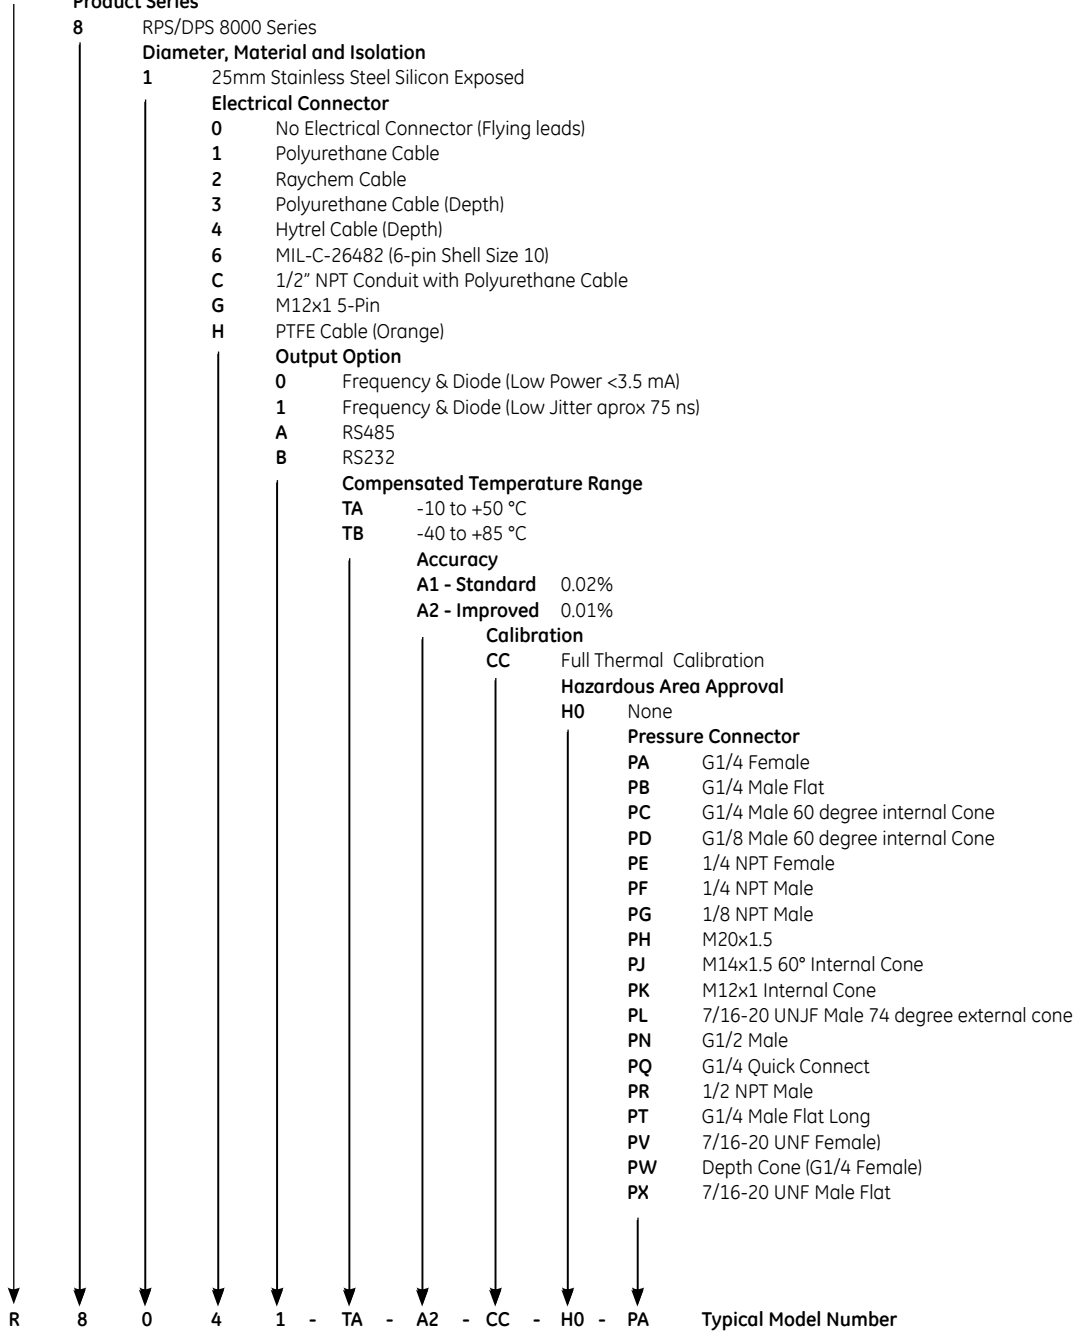 Product Series
8 RPS/DPS 8000 Series
Diameter, Material and Isolation
1 25mm Stainless Steel Silicon Exposed
Electrical Connector
0 No Electrical Connector (Flying leads)
1 Polyurethane Cable
2 Raychem Cable
3 Polyurethane Cable (Depth)
4 Hytrel Cable (Depth)
6 MIL-C-26482 (6-pin Shell Size 10)
C 1/2" NPT Conduit with Polyurethane Cable
G M12x1 5-Pin
H PTFE Cable (Orange)
Output Option
0 Frequency & Diode (Low Power <3.5 mA)
1 Frequency & Diode (Low Jitter aprox 75 ns)
A RS485
B RS232
Compensated Temperature Range
TA -10 to +50 °C
TB -40 to +85 °C
Accuracy
A1 - Standard 0.02%
A2 - Improved 0.01%
Calibration
CC Full Thermal Calibration
Hazardous Area Approval
H0 None
Pressure Connector
PA G1/4 Female
PB G1/4 Male Flat
PC G1/4 Male 60 degree internal Cone
PD G1/8 Male 60 degree internal Cone
PE 1/4 NPT Female
PF 1/4 NPT Male
PG 1/8 NPT Male
PH M20x1.5
PJ M14x1.5 60° Internal Cone
PK M12x1 Internal Cone
PL 7/16-20 UNJF Male 74 degree external cone
PN G1/2 Male
PQ G1/4 Quick Connect
PR 1/2 NPT Male
PT G1/4 Male Flat Long
PV 7/16-20 UNF Female)
PW Depth Cone (G1/4 Female)
PX 7/16-20 UNF Male Flat
R 8 0 4 1 - TA - A2 - CC - H0 - PA Typical Model Number